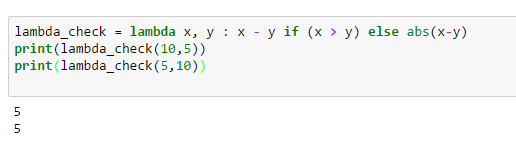 lambda_check = lambda x, y : x - y if (x > y) else abs(x-y)
print(lambda_check(10,5))
print(lambda_check(5,10))
5
5